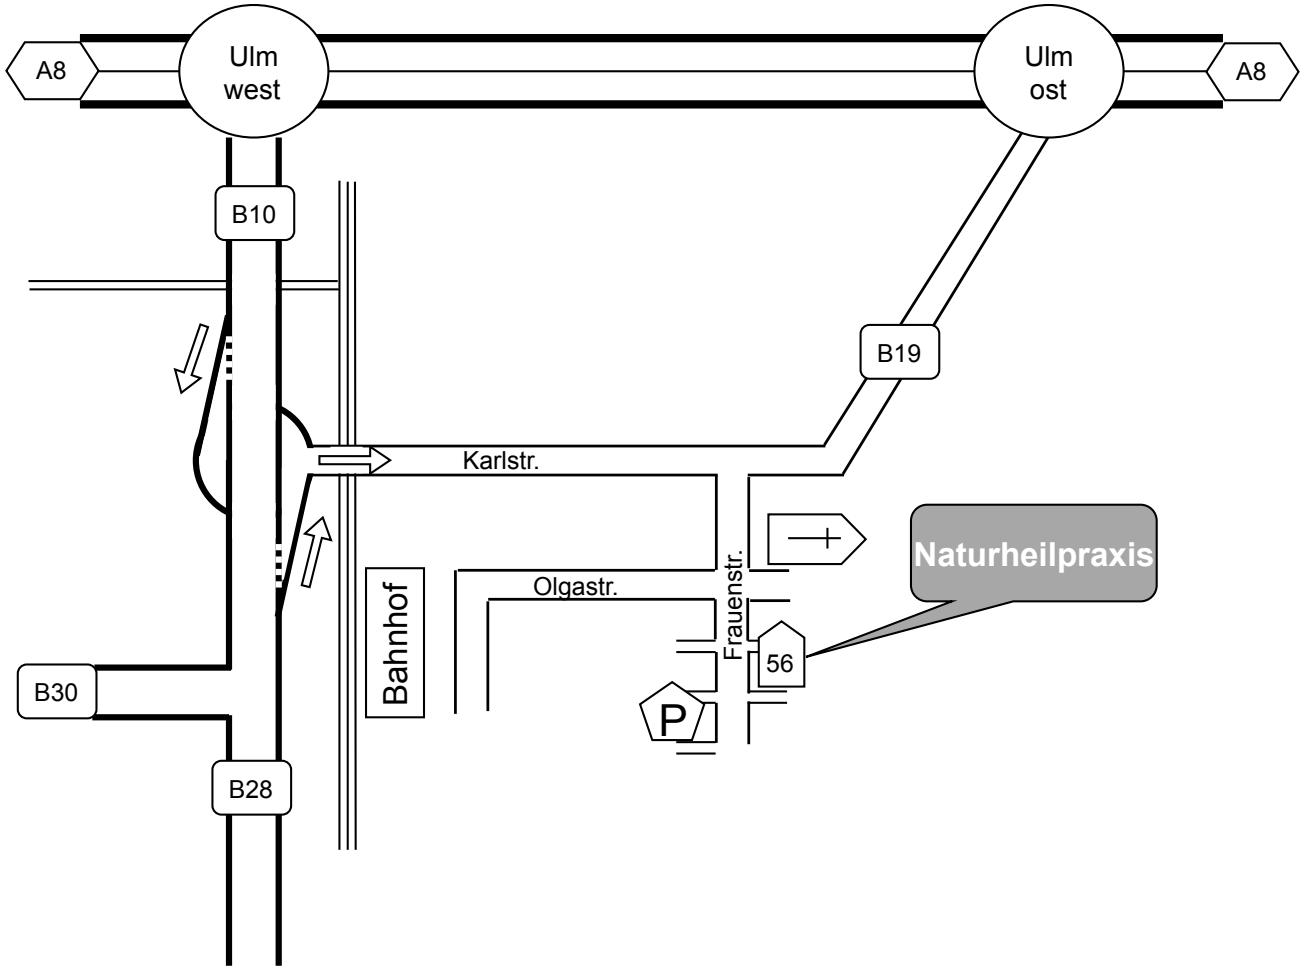 A8
Ulm
west
Ulm
ost
A8
B10
B19
Karlstr.
Naturheilpraxis
Olgastr.
Frauenstr.
Bahnhof
56
B30
P
B28